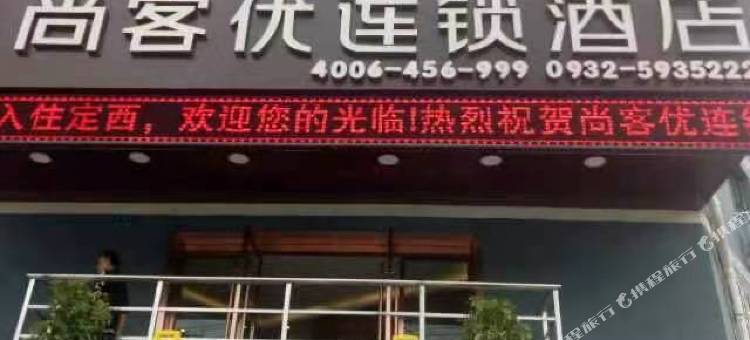 尚客优连锁酒店
4006-456-999 0932-5935222
入住定西，欢迎您的光临!热烈祝贺尚客优连
携程旅行
携程旅行